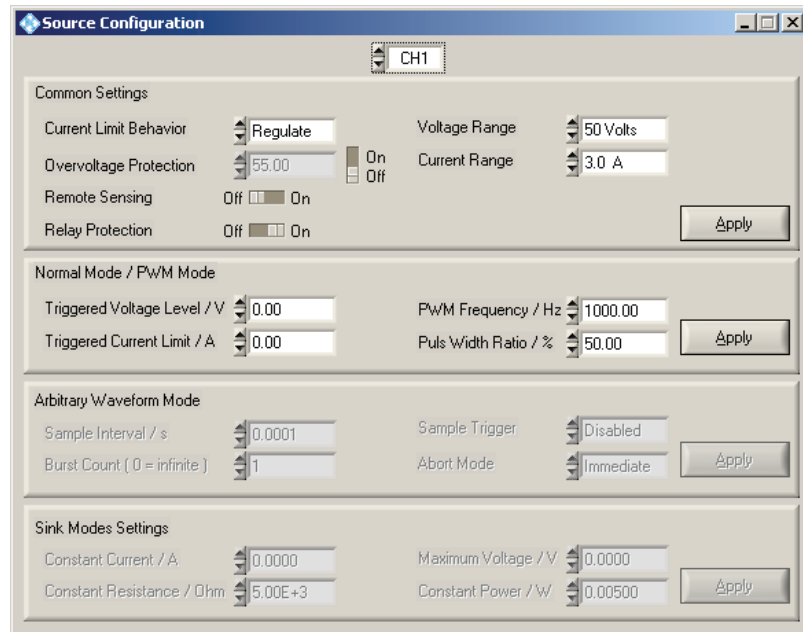 Source Configuration
CH1
Common Settings
Current Limit Behavior Regulate Voltage Range 50 Volts
Overvoltage Protection 55.00 On Off Current Range 3.0 A
Remote Sensing Off On
Relay Protection Off On Apply
Normal Mode / PWM Mode
Triggered Voltage Level / V 0.00 PWM Frequency / Hz 1000.00
Triggered Current Limit / A 0.00 Puls Width Ratio / % 50.00 Apply
Arbitrary Waveform Mode
Sample Interval / s 0.0001 Sample Trigger Disabled
Burst Count ( 0 = infinite ) 1 Abort Mode Immediate Apply
Sink Modes Settings
Constant Current / A 0.0000 Maximum Voltage / V 0.0000
Constant Resistance / Ohm 5.00E+3 Constant Power / W 0.00500 Apply